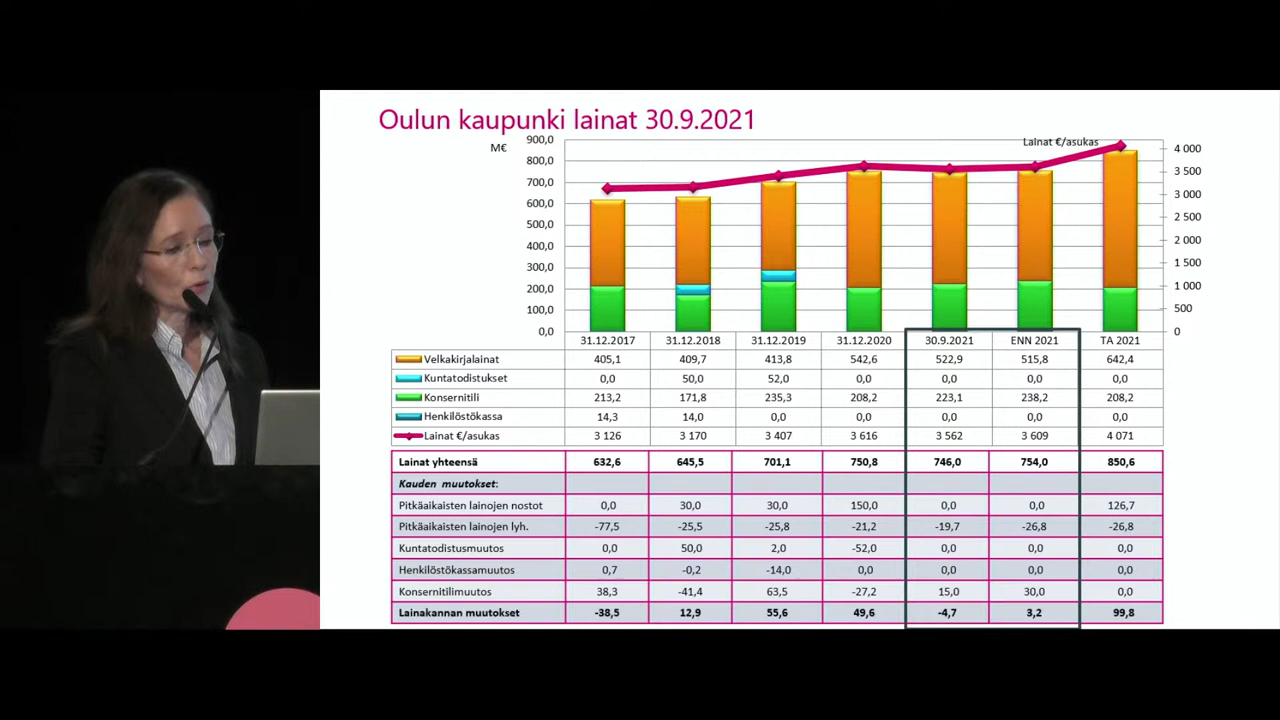 Oulun kaupunki lainat 30.9.2021
M€
Lainat €/asukas
900,0
800,0
700,0
600,0
500,0
400,0
300,0
200,0
100,0
0,0
4 000
3 500
3 000
2 500
2 000
1 500
1 000
500
0
31.12.2017 31.12.2018 31.12.2019 31.12.2020 30.9.2021 ENN 2021 TA 2021
Velkakirjalainat 405,1 409,7 413,8 542,6 522,9 515,8 642,4
Kuntatodistukset 0,0 50,0 52,0 0,0 0,0 0,0 0,0
Konsernitili 213,2 171,8 235,3 208,2 223,1 238,2 208,2
Henkilöstökassa 14,3 14,0 0,0 0,0 0,0 0,0 0,0
Lainat €/asukas 3 126 3 170 3 407 3 616 3 562 3 609 4 071
Lainat yhteensä 632,6 645,5 701,1 750,8 746,0 754,0 850,6
Kauden muutokset:
Pitkäaikaisten lainojen nostot 0,0 30,0 30,0 150,0 0,0 0,0 126,7
Pitkäaikaisten lainojen lyh. -77,5 -25,5 -25,8 -21,2 -19,7 -26,8 -26,8
Kuntatodistusmuutos 0,0 50,0 2,0 -52,0 0,0 0,0 0,0
Henkilöstökassamuutos 0,7 -0,2 -14,0 0,0 0,0 0,0 0,0
Konsernitilimuutos 38,3 -41,4 63,5 -27,2 15,0 30,0 0,0
Lainakannan muutokset -38,5 12,9 55,6 49,6 -4,7 3,2 99,8